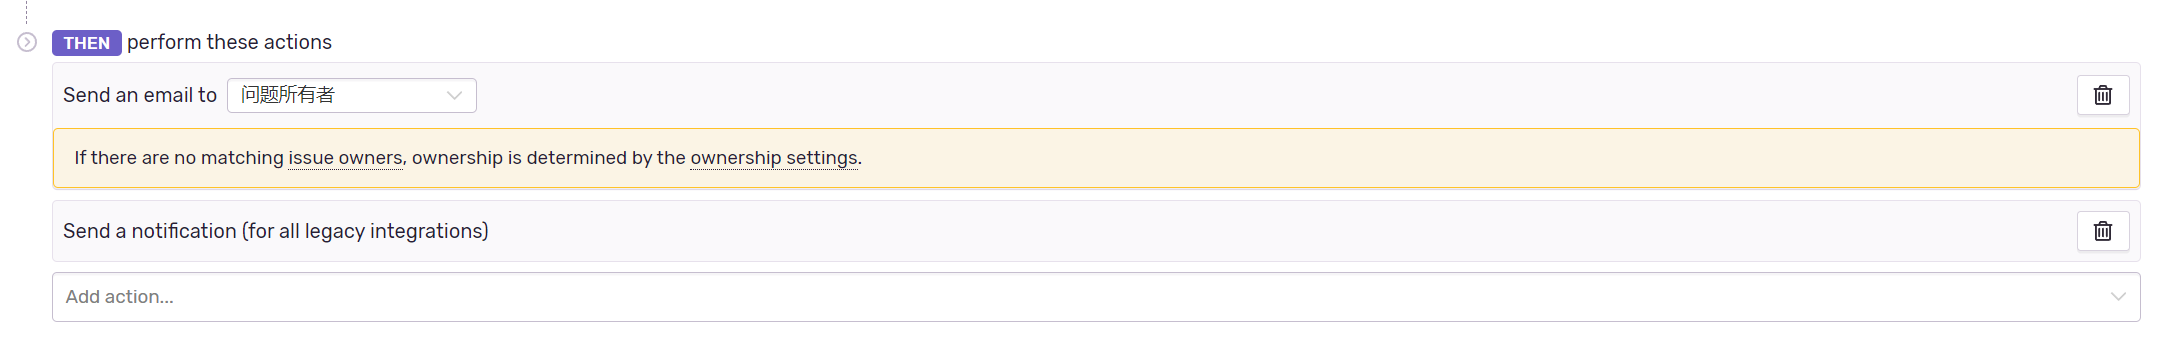 THEN perform these actions
Send an email to 问题所有者
If there are no matching issue owners, ownership is determined by the ownership settings.
Send a notification (for all legacy integrations)
Add action...